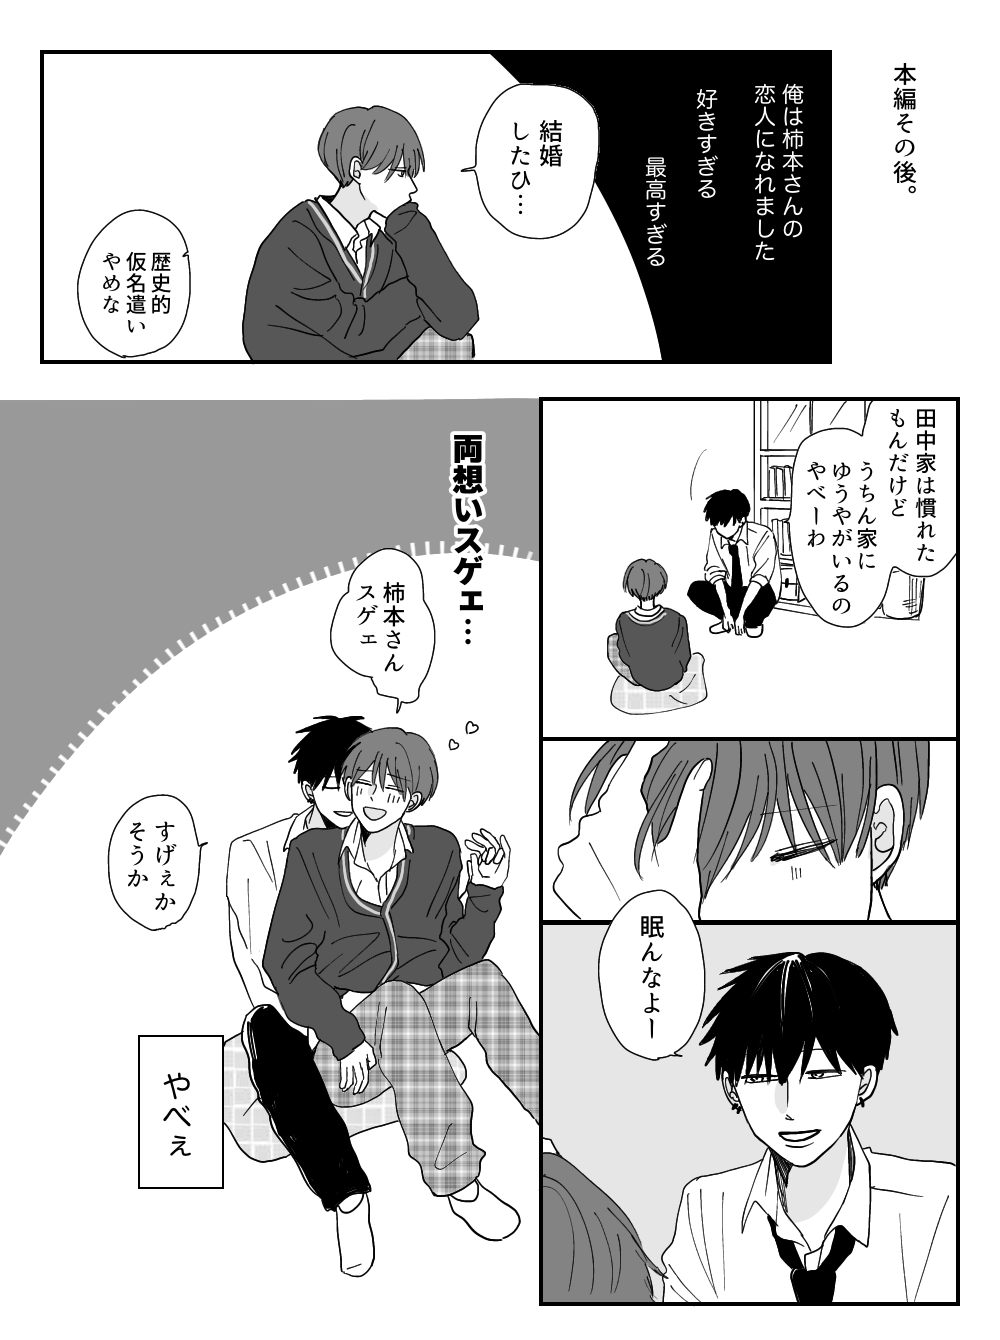 本編その後。
俺は柿本さんの
恋人になれました
好きすぎる
最高すぎる
結婚
したひ…
歴史的
仮名遣い
やめな
田中家は慣れた
もんだけど
うちん家に
ゆうやがいるの
やべーわ
眠んなよー
両想いスゲェ…
柿本さん
スゲェ
すげぇか
そうか
やべぇ